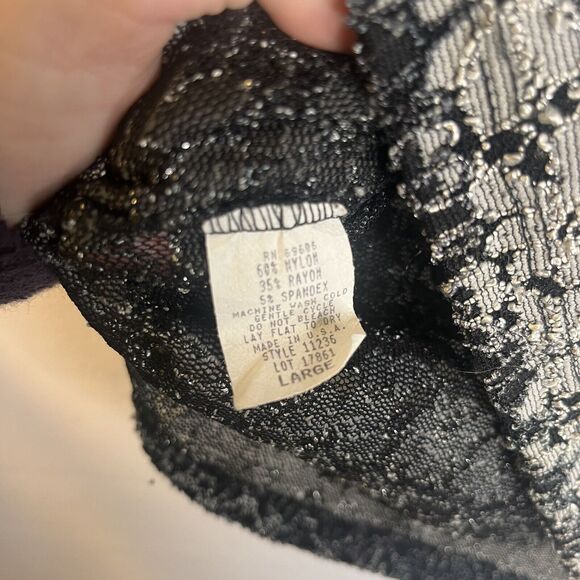 RN 69606
60% NYLON
35% RAYON
5% SPANDEX
MACHINE WASH COLD
GENTLE CYCLE
DO NOT BLEACH
LAY FLAT TO DRY
MADE IN U.S.A.
STYLE 11236
LOT 17861
LARGE